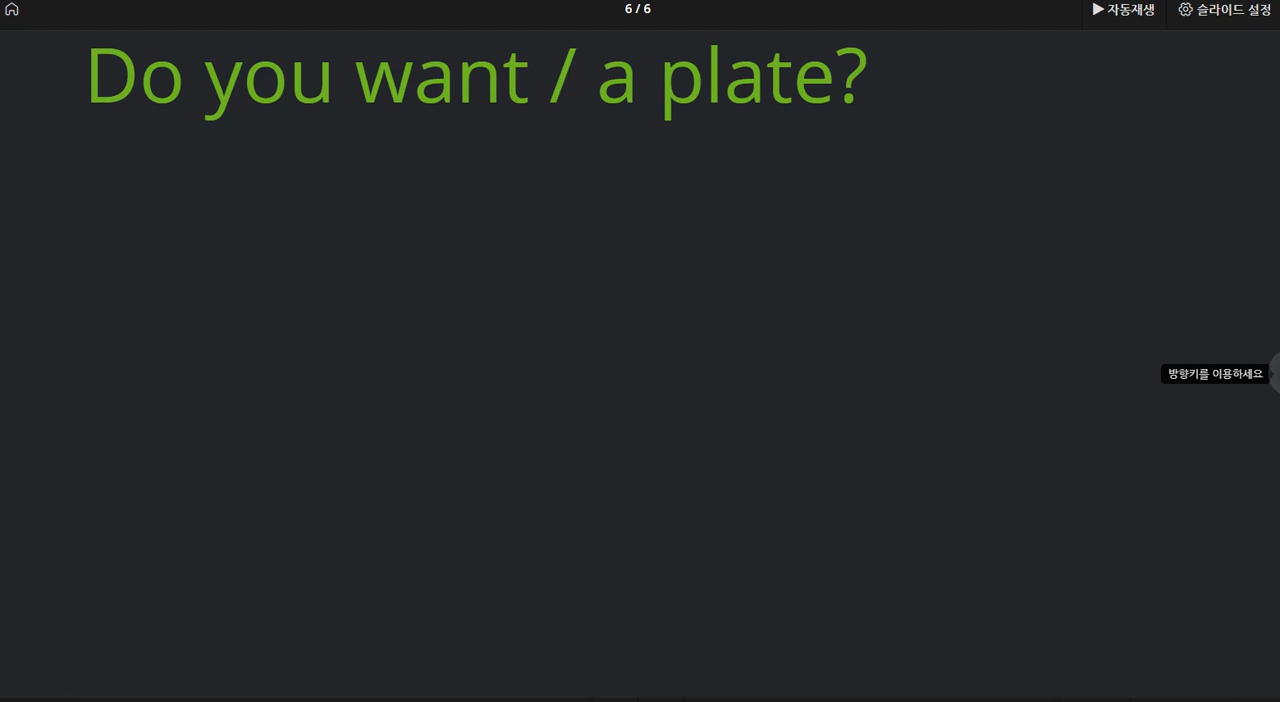 6 / 6
▶ 자동재생
슬라이드 설정
Do you want / a plate?
방향키를 이용하세요